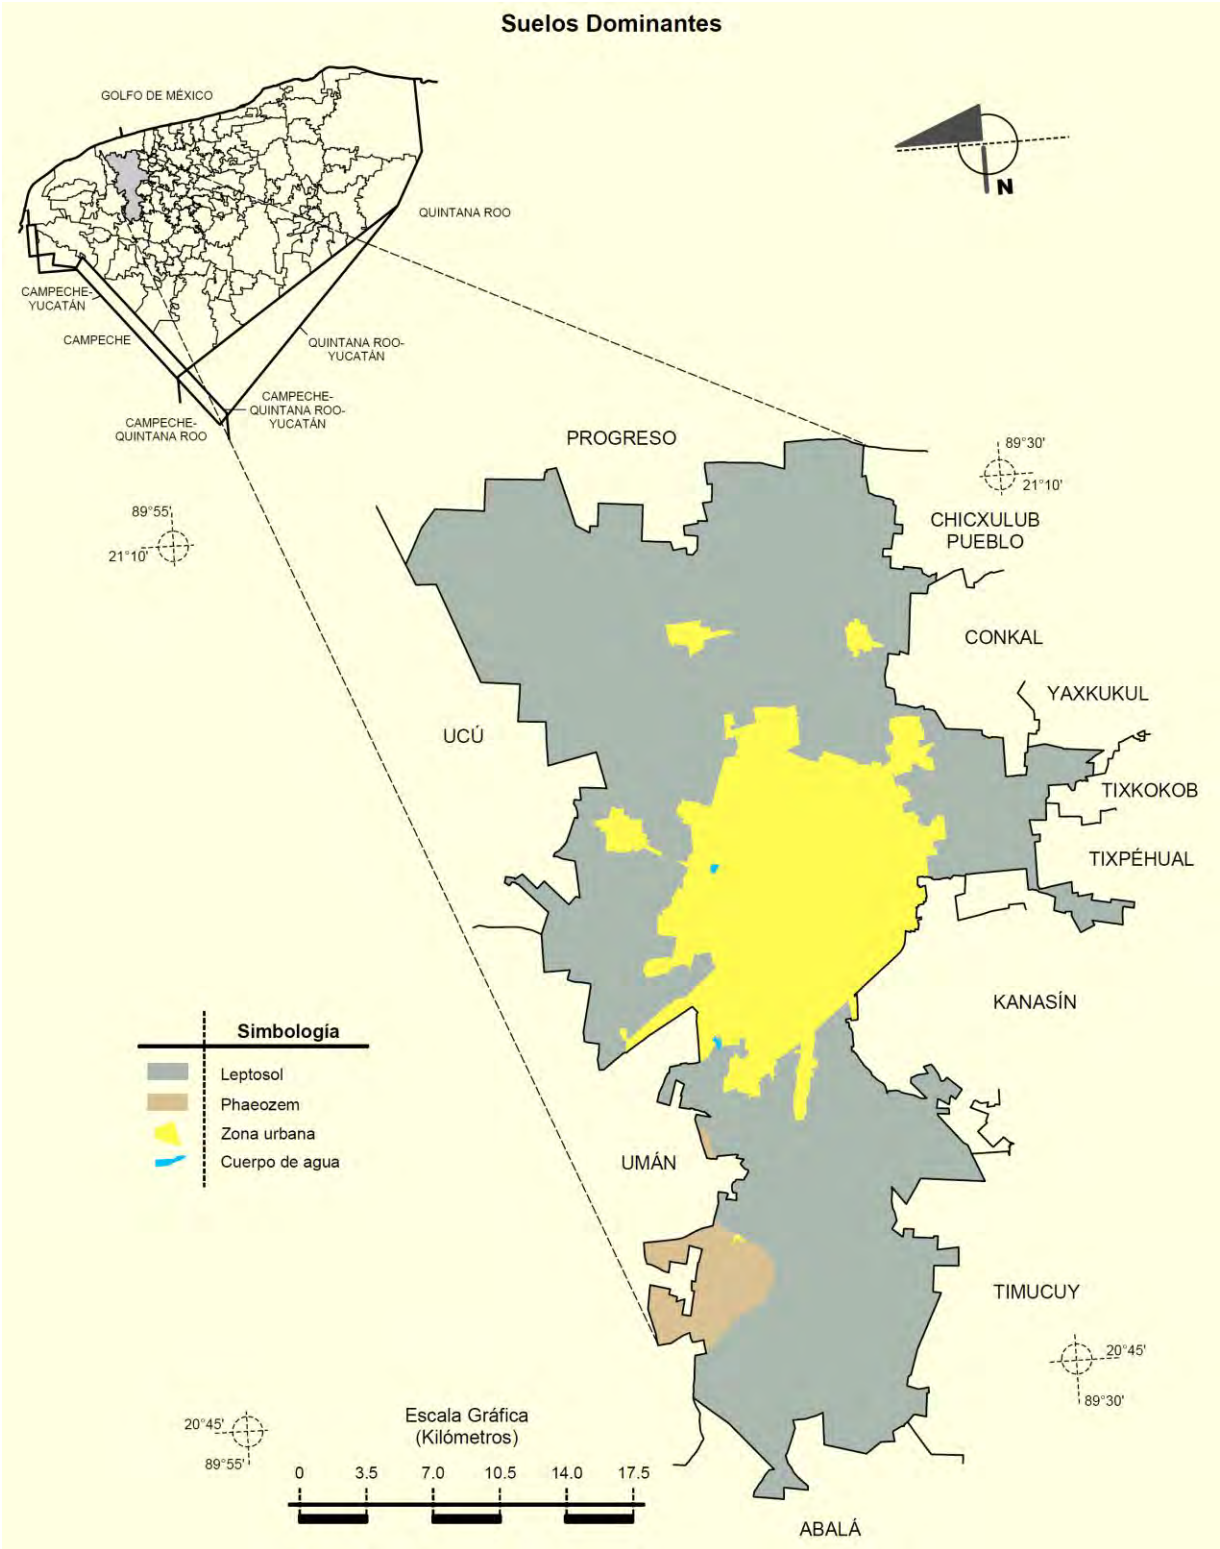 Suelos Dominantes
GOLFO DE MÉXICO
N
QUINTANA ROO
CAMPECHE-
YUCATÁN
CAMPECHE
QUINTANA ROO-
YUCATÁN
CAMPECHE-
QUINTANA ROO-
YUCATÁN
CAMPECHE-
QUINTANA ROO
PROGRESO
89°30'
21°10'
89°55'
21°10'
CHICXULUB
PUEBLO
CONKAL
YAXKUKUL
UCÚ
TIXKOKOB
TIXPÉHUAL
KANASÍN
Simbología
Leptosol
Phaeozem
Zona urbana
Cuerpo de agua
UMÁN
TIMUCUY
20°45'
89°30'
20°45'
89°55'
Escala Gráfica
(Kilómetros)
0 3.5 7.0 10.5 14.0 17.5
ABALÁ